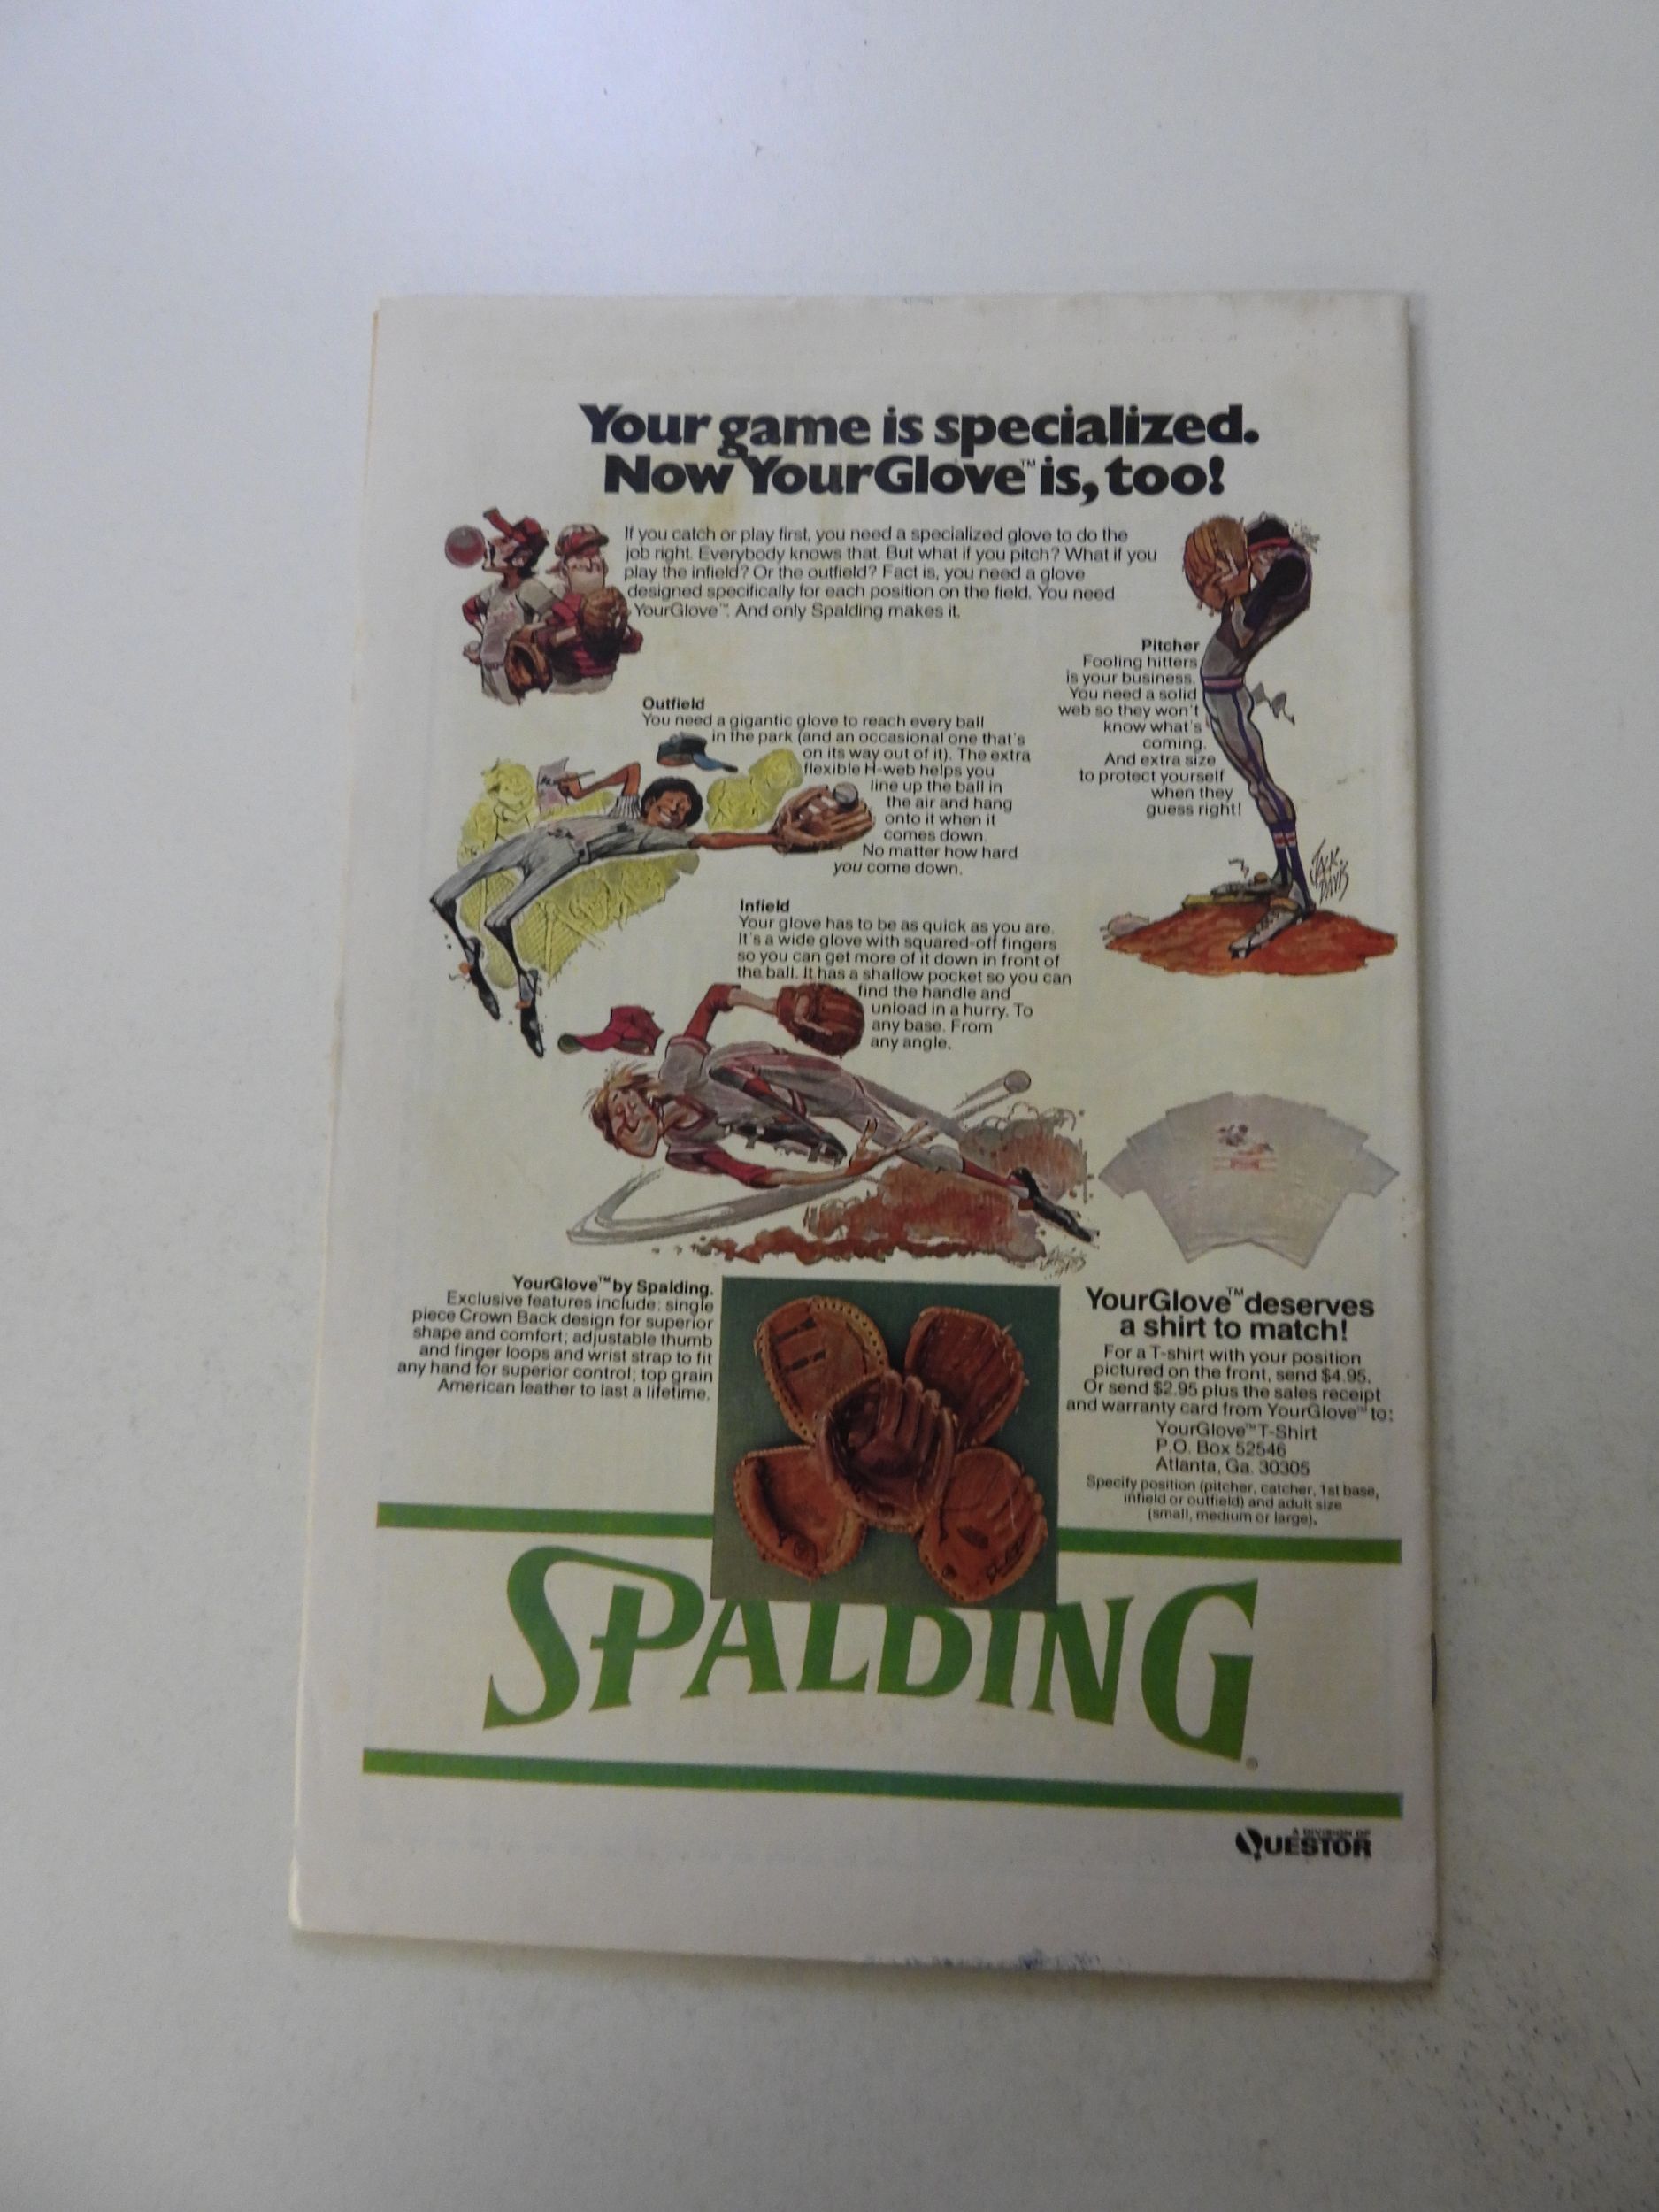 Your game is specialized.
Now YourGlove™ is, too!
If you catch or play first, you need a specialized glove to do the
job right. Everybody knows that. But what if you pitch? What if you
play the infield? Or the outfield? Fact is, you need a glove
designed specifically for each position on the field. You need
YourGlove™. And only Spalding makes it.
Pitcher
Fooling hitters
is your business.
You need a solid
web so they won't
know what's
coming.
And extra size
to protect yourself
when they
guess right!
JACK
DAVIS
Outfield
You need a gigantic glove to reach every ball
in the park (and an occasional one that's
on its way out of it). The extra
flexible H-web helps you
line up the ball in
the air and hang
onto it when it
comes down.
No matter how hard
you come down.
Infield
Your glove has to be as quick as you are.
It's a wide glove with squared-off fingers
so you can get more of it down in front of
the ball. It has a shallow pocket so you can
find the handle and
unload in a hurry. To
any base. From
any angle.
YourGlove™ by Spalding.
Exclusive features include: single
piece Crown Back design for superior
shape and comfort; adjustable thumb
and finger loops and wrist strap to fit
any hand for superior control; top grain
American leather to last a lifetime.
YourGlove™ deserves
a shirt to match!
For a T-shirt with your position
pictured on the front, send $4.95.
Or send $2.95 plus the sales receipt
and warranty card from YourGlove™ to:
YourGlove™ T-Shirt
P.O. Box 52546
Atlanta, Ga. 30305
Specify position (pitcher, catcher, 1st base,
infield or outfield) and adult size
(small, medium or large).
SPALDING®
A DIVISION OF
QUESTOR